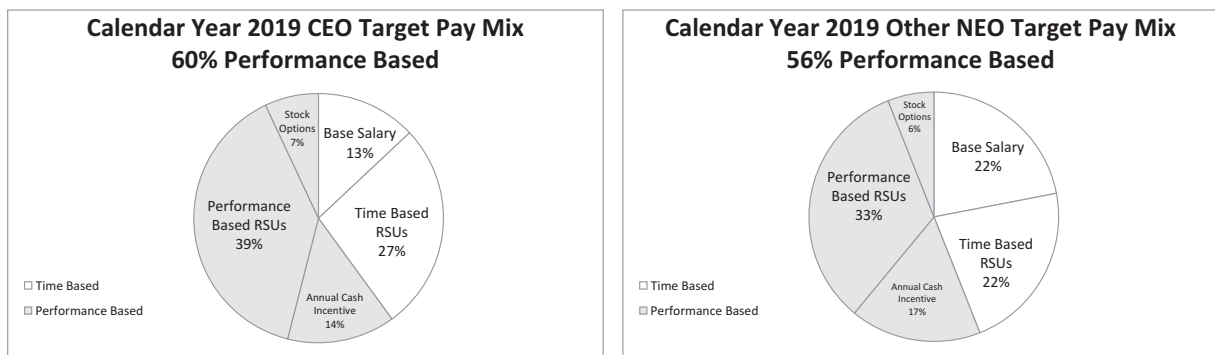 Calendar Year 2019 CEO Target Pay Mix
60% Performance Based
Stock
Options
7%
Base Salary
13%
Performance
Based RSUs
39%
Time Based
RSUs
27%
Annual Cash
Incentive
14%
Time Based
Performance Based
Calendar Year 2019 Other NEO Target Pay Mix
56% Performance Based
Stock
Options
6%
Base Salary
22%
Performance
Based RSUs
33%
Time Based
RSUs
22%
Annual Cash
Incentive
17%
Time Based
Performance Based